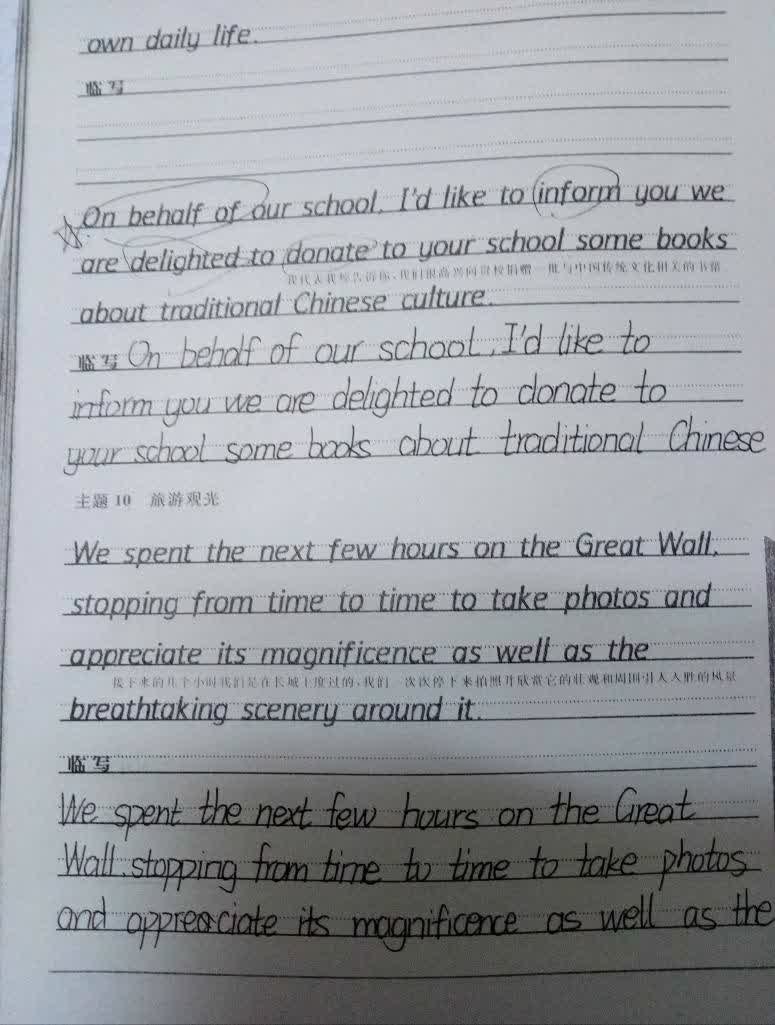 own daily life.
临写
On behalf of our school, I'd like to inform you we
are delighted to donate to your school some books
我代表我校告诉你,我们很高兴向贵校捐赠一批与中国传统文化相关的书籍
about traditional Chinese culture.
临写 On behalf of our school, I'd like to
inform you we are delighted to donate to
your school some books about traditional Chinese
主题 10 旅游观光
We spent the next few hours on the Great Wall,
stopping from time to time to take photos and
appreciate its magnificence as well as the
接下来的几个小时我们是在长城上度过的,我们一次次停下来拍照并欣赏它的壮观和周围引人入胜的风景
breathtaking scenery around it.
临写
We spent the next few hours on the Great
Wall, stopping from time to time to take photos
and appreciate its magnificence as well as the